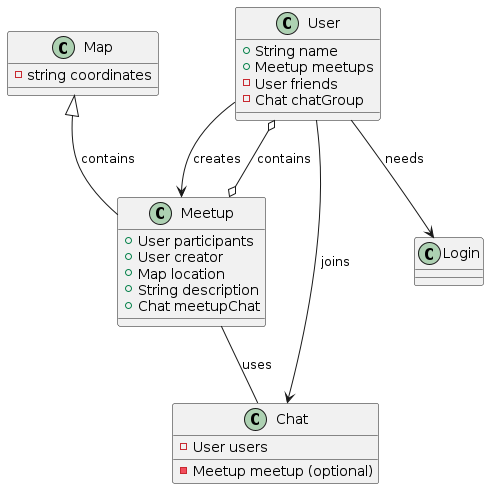 C User
+String name
+Meetup meetups
User friends
Chat chatGroup
C Map
string coordinates
contains
creates
contains
needs
C Meetup
User participants
User creator
Map location
String description
Chat meetupChat
C Login
joins
uses
C Chat
User users
Meetup meetup (optional)